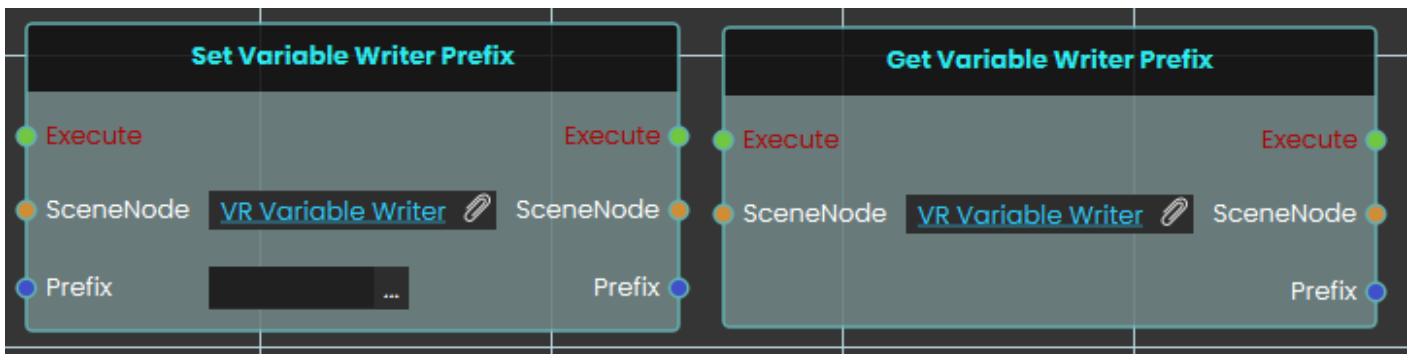 Set Variable Writer Prefix
Execute Execute
SceneNode VR Variable Writer SceneNode
Prefix ... Prefix
Get Variable Writer Prefix
Execute Execute
SceneNode VR Variable Writer SceneNode
Prefix